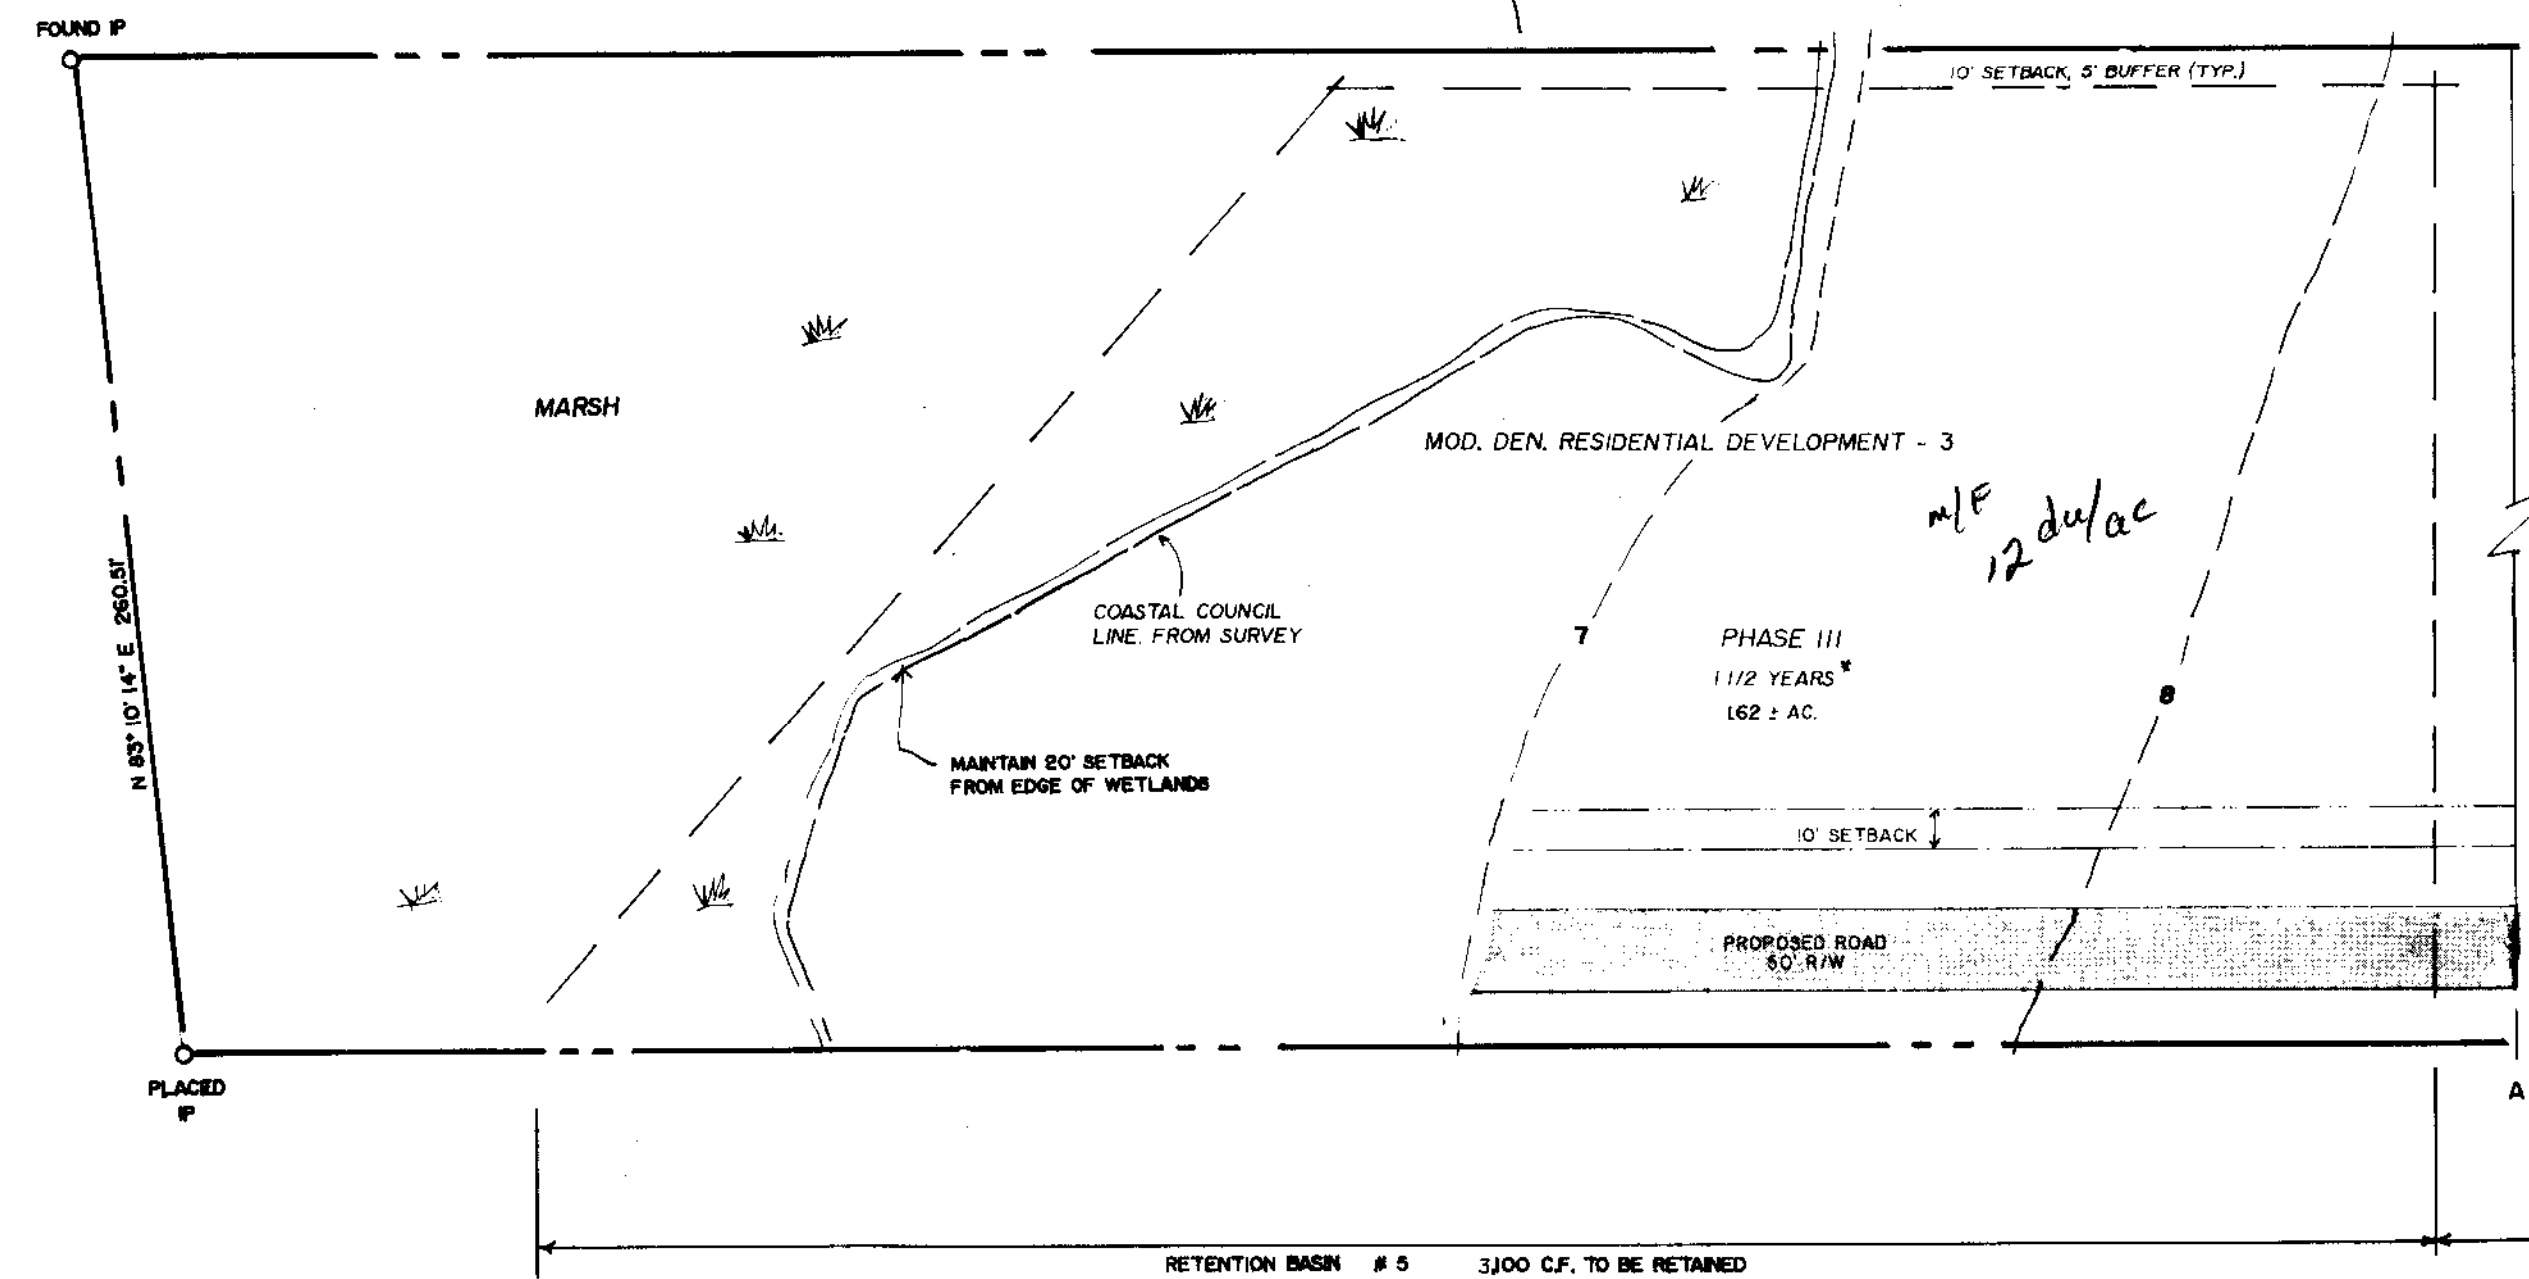 FOUND IP
10' SETBACK, 5' BUFFER (TYP.)
MARSH
MOD. DEN. RESIDENTIAL DEVELOPMENT - 3
M/F
12 du/ac
COASTAL COUNCIL
LINE. FROM SURVEY
7
PHASE III
1 1/2 YEARS*
1.62 ± AC.
8
N 83° 10' 14" E 260.51'
MAINTAIN 20' SETBACK
FROM EDGE OF WETLANDS
10' SETBACK
PROPOSED ROAD
50' R/W
PLACED
IP
A
RETENTION BASIN # 5 3,100 C.F. TO BE RETAINED